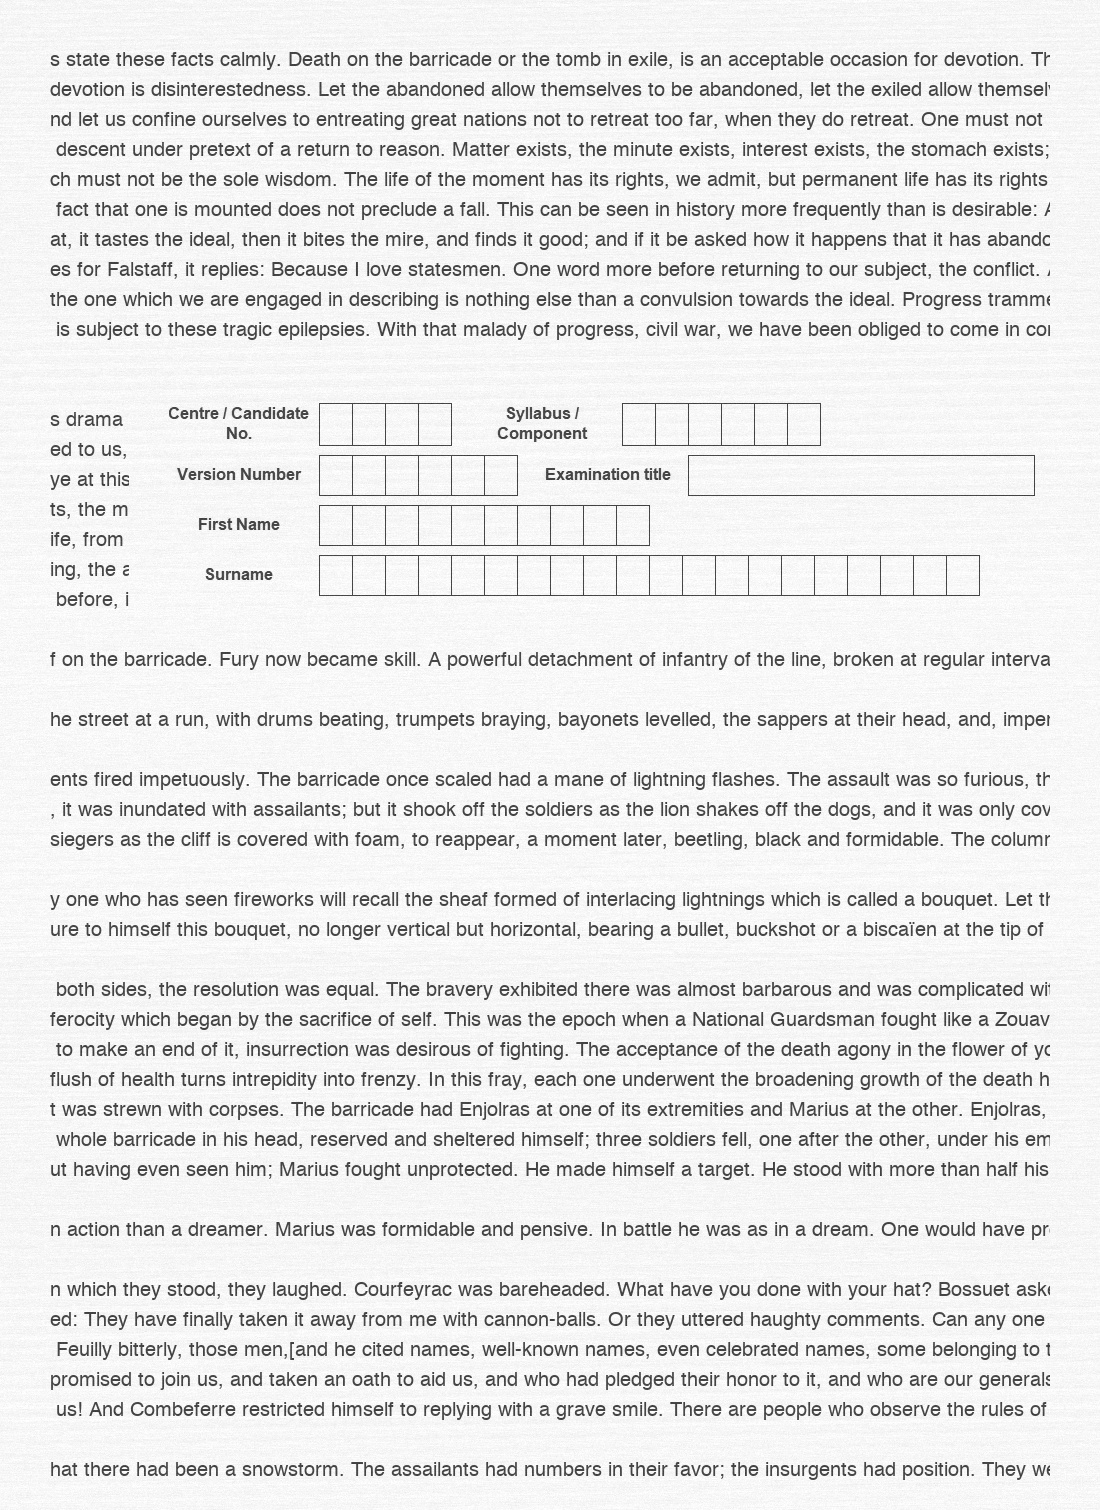 s state these facts calmly. Death on the barricade or the tomb in exile, is an acceptable occasion for devotion.
devotion is disinterestedness. Let the abandoned allow themselves to be abandoned, let the exiled allow
nd let us confine ourselves to entreating great nations not to retreat too far, when they do retreat. One must not
descent under pretext of a return to reason. Matter exists, the minute exists, interest exists, the stomach exists;
ch must not be the sole wisdom. The life of the moment has its rights, we admit, but permanent life has its rights
fact that one is mounted does not preclude a fall. This can be seen in history more frequently than is desirable:
at, it tastes the ideal, then it bites the mire, and finds it good; and if it be asked how it happens that it has
es for Falstaff, it replies: Because I love statesmen. One word more before returning to our subject, the conflict.
the one which we are engaged in describing is nothing else than a convulsion towards the ideal. Progress
is subject to these tragic epilepsies. With that malady of progress, civil war, we have been obliged to come in
s drama
ed to us,
ye at this
ts, the m
ife, from
ing, the a
before, i
Centre / Candidate No.
Syllabus / Component
Version Number
Examination title
First Name
Surname
f on the barricade. Fury now became skill. A powerful detachment of infantry of the line, broken at regular interva
he street at a run, with drums beating, trumpets braying, bayonets levelled, the sappers at their head, and, imper
ents fired impetuously. The barricade once scaled had a mane of lightning flashes. The assault was so furious, th
, it was inundated with assailants; but it shook off the soldiers as the lion shakes off the dogs, and it was only cov
siegers as the cliff is covered with foam, to reappear, a moment later, beetling, black and formidable. The
y one who has seen fireworks will recall the sheaf formed of interlacing lightnings which is called a bouquet. Let
ure to himself this bouquet, no longer vertical but horizontal, bearing a bullet, buckshot or a biscaïen at the tip of
both sides, the resolution was equal. The bravery exhibited there was almost barbarous and was complicated
ferocity which began by the sacrifice of self. This was the epoch when a National Guardsman fought like a Zouav
to make an end of it, insurrection was desirous of fighting. The acceptance of the death agony in the flower of
flush of health turns intrepidity into frenzy. In this fray, each one underwent the broadening growth of the death h
t was strewn with corpses. The barricade had Enjolras at one of its extremities and Marius at the other. Enjolras,
whole barricade in his head, reserved and sheltered himself; three soldiers fell, one after the other, under his em
ut having even seen him; Marius fought unprotected. He made himself a target. He stood with more than half his
n action than a dreamer. Marius was formidable and pensive. In battle he was as in a dream. One would have
n which they stood, they laughed. Courfeyrac was bareheaded. What have you done with your hat? Bossuet
ed: They have finally taken it away from me with cannon-balls. Or they uttered haughty comments. Can any one
Feuilly bitterly, those men,[and he cited names, well-known names, even celebrated names, some belonging to
promised to join us, and taken an oath to aid us, and who had pledged their honor to it, and who are our generals
us! And Combeferre restricted himself to replying with a grave smile. There are people who observe the rules of
hat there had been a snowstorm. The assailants had numbers in their favor; the insurgents had position. They